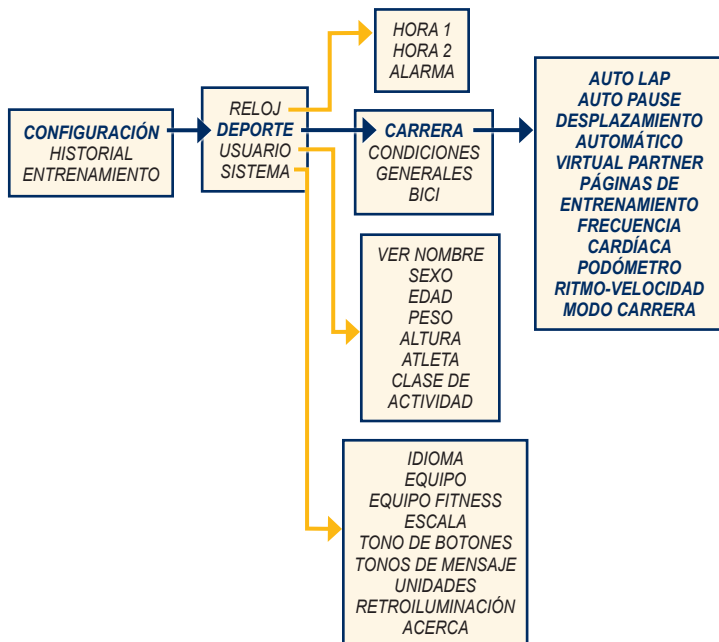 CONFIGURACIÓN
HISTORIAL
ENTRENAMIENTO
RELOJ
DEPORTE
USUARIO
SISTEMA
HORA 1
HORA 2
ALARMA
CARRERA
CONDICIONES
GENERALES
BICI
AUTO LAP
AUTO PAUSE
DESPLAZAMIENTO
AUTOMÁTICO
VIRTUAL PARTNER
PÁGINAS DE
ENTRENAMIENTO
FRECUENCIA
CARDÍACA
PODÓMETRO
RITMO-VELOCIDAD
MODO CARRERA
VER NOMBRE
SEXO
EDAD
PESO
ALTURA
ATLETA
CLASE DE
ACTIVIDAD
IDIOMA
EQUIPO
EQUIPO FITNESS
ESCALA
TONO DE BOTONES
TONOS DE MENSAJE
UNIDADES
RETROILUMINACIÓN
ACERCA